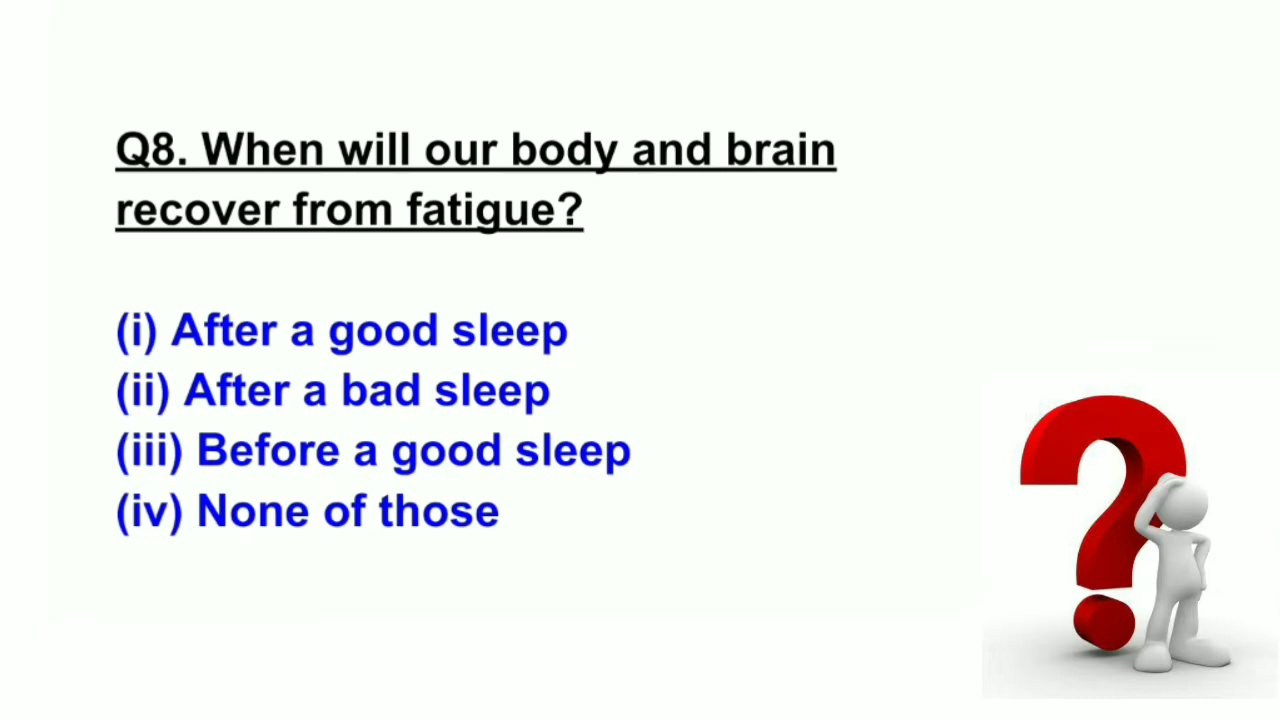 Q8. When will our body and brain
recover from fatigue?
(i) After a good sleep
(ii) After a bad sleep
(iii) Before a good sleep
(iv) None of those